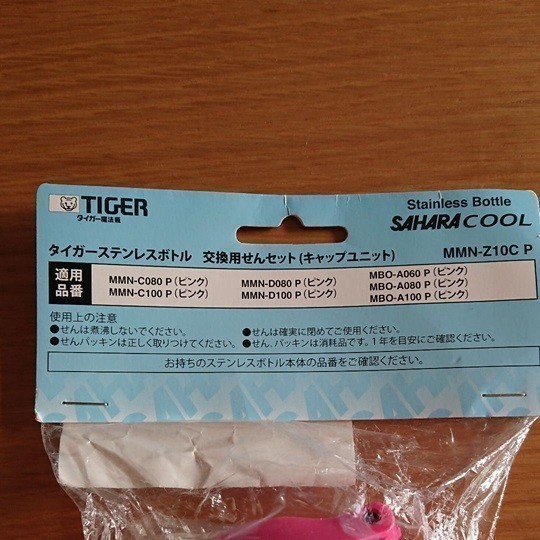 TIGER
タイガー魔法瓶
Stainless Bottle
SAHARA COOL
タイガーステンレスボトル 交換用せんセット(キャップユニット) MMN-Z10C P
適用品番
MMN-C080 P(ピンク) MMN-D080 P(ピンク) MBO-A060 P(ピンク)
MMN-C100 P(ピンク) MMN-D100 P(ピンク) MBO-A080 P(ピンク)
MBO-A100 P(ピンク)
使用上の注意
●せんは煮沸しないでください。 ●せんは確実に閉めてご使用ください。
●せんパッキンは正しく取りつけてください。 ●せん、パッキンは消耗品です。1年を目安にご確認ください。
お持ちのステンレスボトル本体の品番をご確認ください。